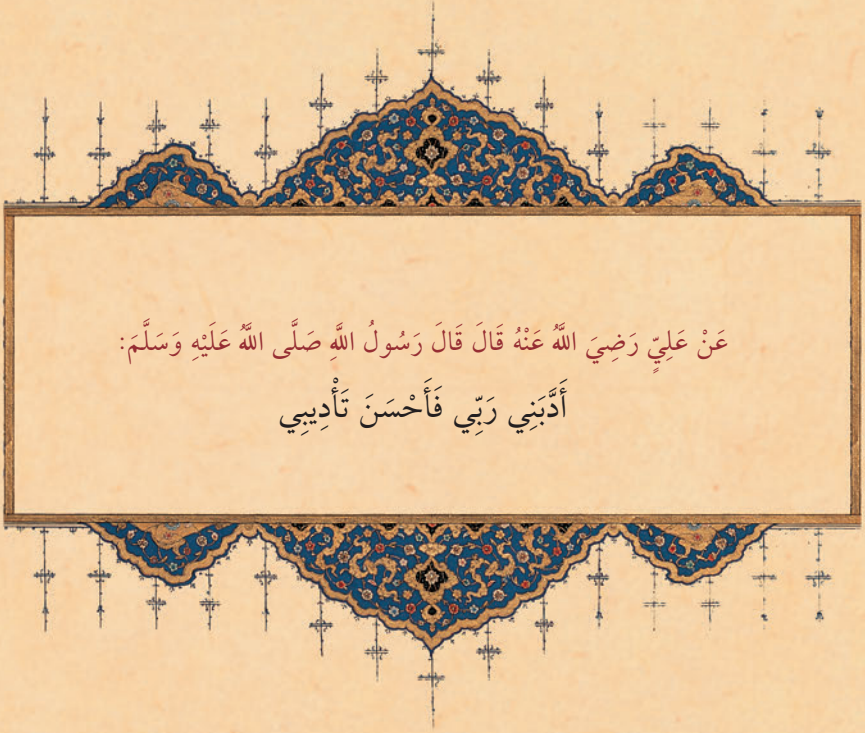 عَنْ عَلِيٍّ رَضِيَ اللَّهُ عَنْهُ قَالَ قَالَ رَسُولُ اللَّهِ صَلَّى اللَّهُ عَلَيْهِ وَسَلَّمَ:
أَدَّبَنِي رَبِّي فَأَحْسَنَ تَأْدِيبِي